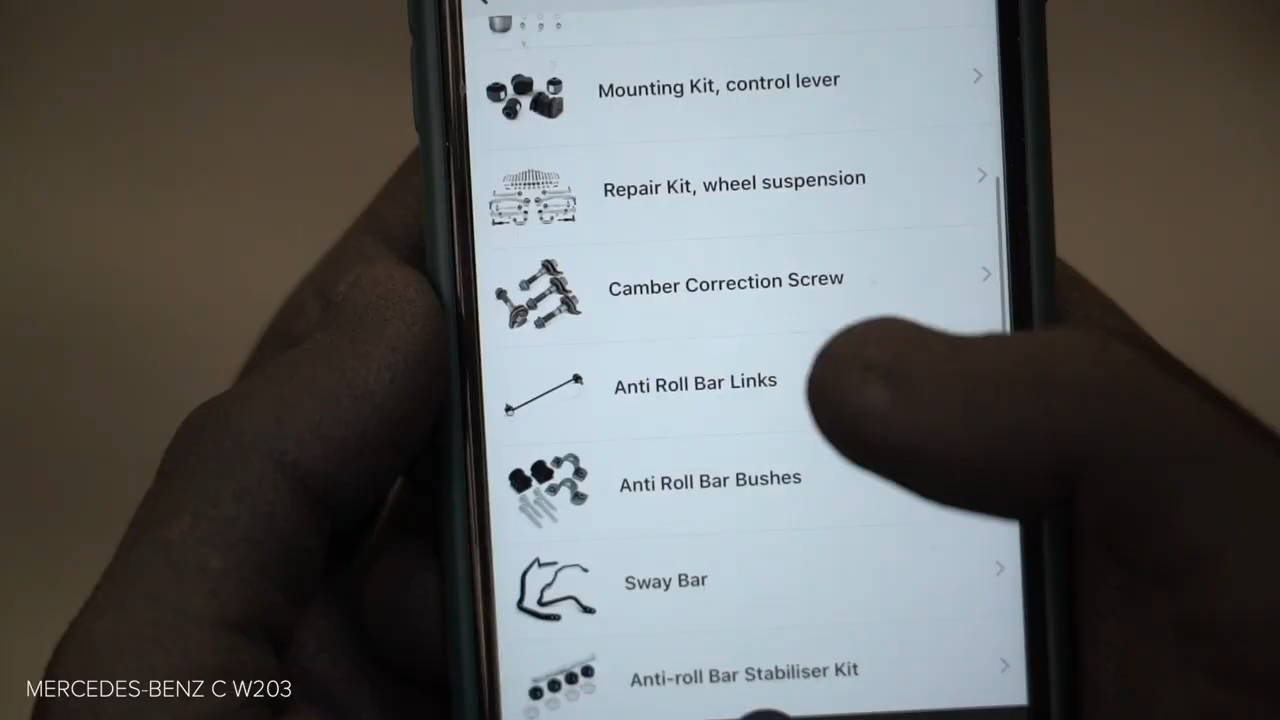 Mounting Kit, control lever
Repair Kit, wheel suspension
Camber Correction Screw
Anti Roll Bar Links
Anti Roll Bar Bushes
Sway Bar
Anti-roll Bar Stabiliser Kit
MERCEDES-BENZ C W203